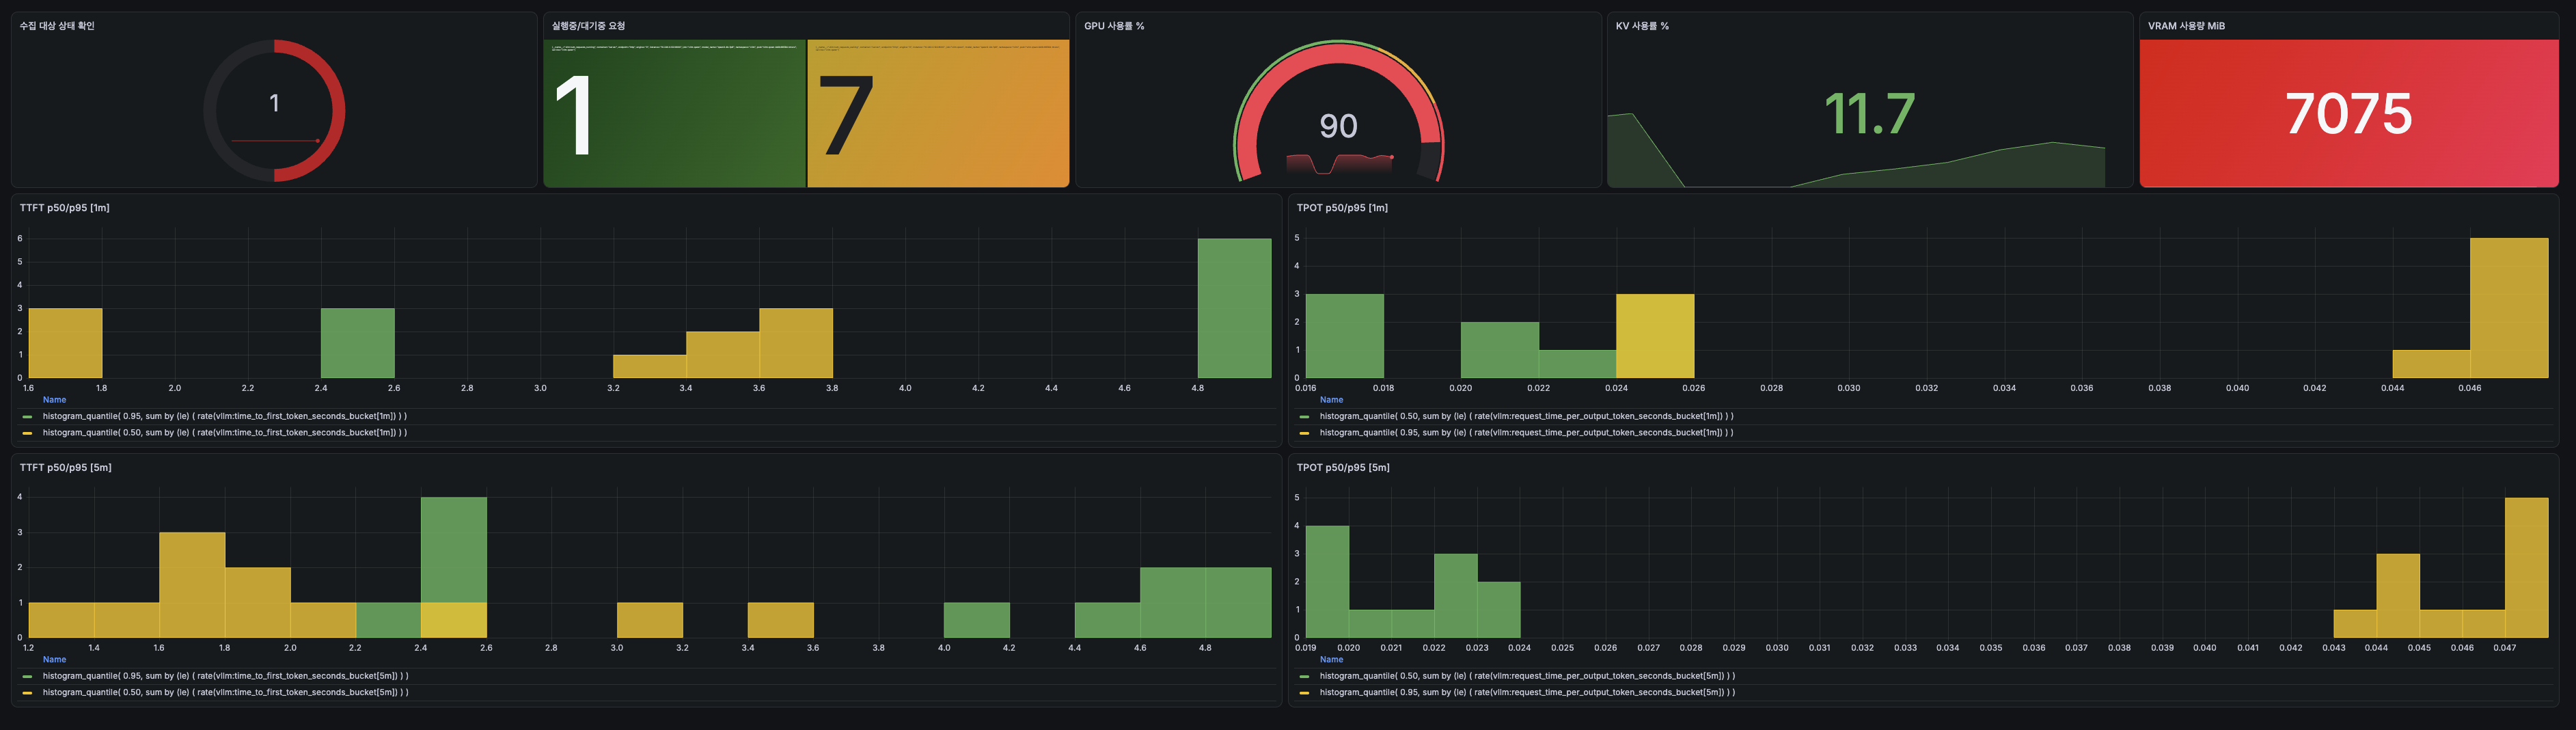 수집 대상 상태 확인
1
실행중/대기중 요청
1
7
GPU 사용률 %
90
KV 사용률 %
11.7
VRAM 사용량 MiB
7075
TTFT p50/p95 [1m]
6
5
4
3
2
1
0
1.6 1.8 2.0 2.2 2.4 2.6 2.8 3.0 3.2 3.4 3.6 3.8 4.0 4.2 4.4 4.6 4.8
Name
histogram_quantile( 0.95, sum by (le) ( rate(vllm:time_to_first_token_seconds_bucket[1m]) ) )
histogram_quantile( 0.50, sum by (le) ( rate(vllm:time_to_first_token_seconds_bucket[1m]) ) )
TPOT p50/p95 [1m]
5
4
3
2
1
0
0.016 0.018 0.020 0.022 0.024 0.026 0.028 0.030 0.032 0.034 0.036 0.038 0.040 0.042 0.044 0.046
Name
histogram_quantile( 0.50, sum by (le) ( rate(vllm:request_time_per_output_token_seconds_bucket[1m]) ) )
histogram_quantile( 0.95, sum by (le) ( rate(vllm:request_time_per_output_token_seconds_bucket[1m]) ) )
TTFT p50/p95 [5m]
4
3
2
1
0
1.2 1.4 1.6 1.8 2.0 2.2 2.4 2.6 2.8 3.0 3.2 3.4 3.6 3.8 4.0 4.2 4.4 4.6 4.8
Name
histogram_quantile( 0.95, sum by (le) ( rate(vllm:time_to_first_token_seconds_bucket[5m]) ) )
histogram_quantile( 0.50, sum by (le) ( rate(vllm:time_to_first_token_seconds_bucket[5m]) ) )
TPOT p50/p95 [5m]
5
4
3
2
1
0
0.019 0.020 0.021 0.022 0.023 0.024 0.025 0.026 0.027 0.028 0.029 0.030 0.031 0.032 0.033 0.034 0.035 0.036 0.037 0.038 0.039 0.040 0.041 0.042 0.043 0.044 0.045 0.046 0.047
Name
histogram_quantile( 0.50, sum by (le) ( rate(vllm:request_time_per_output_token_seconds_bucket[5m]) ) )
histogram_quantile( 0.95, sum by (le) ( rate(vllm:request_time_per_output_token_seconds_bucket[5m]) ) )